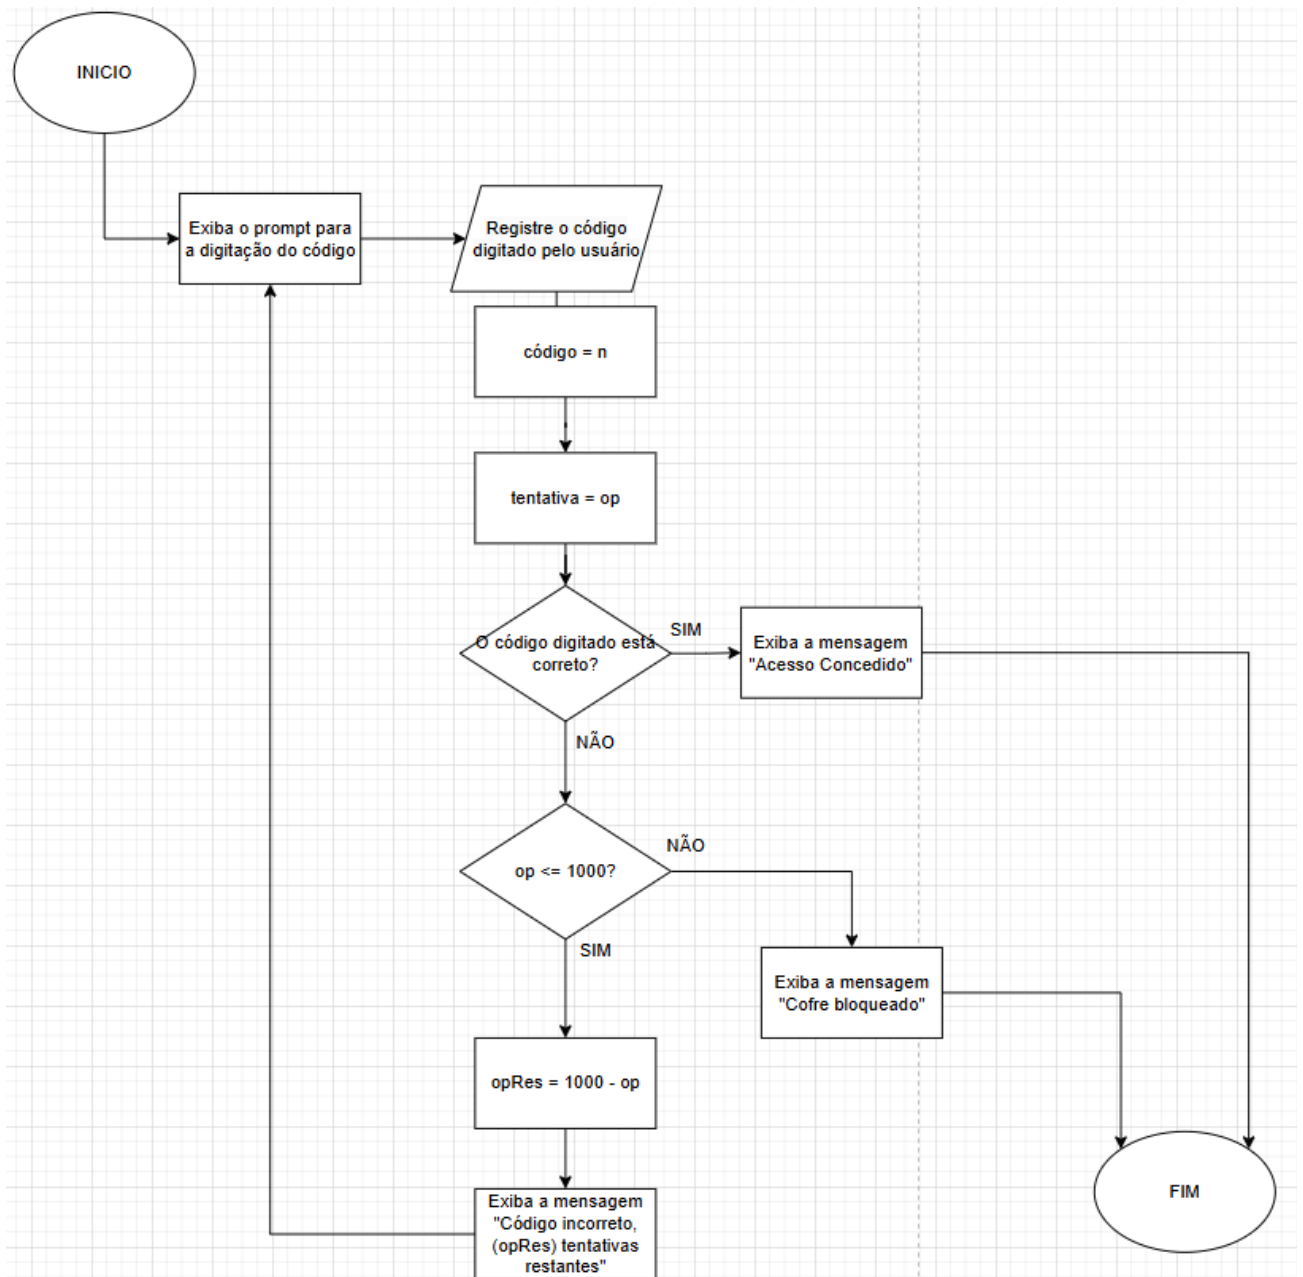 INICIO
Exiba o prompt para
a digitação do código
Registre o código
digitado pelo usuário
código = n
tentativa = op
O código digitado está
correto?
SIM
Exiba a mensagem
"Acesso Concedido"
NÃO
op <= 1000?
NÃO
SIM
Exiba a mensagem
"Cofre bloqueado"
opRes = 1000 - op
Exiba a mensagem
"Código incorreto,
(opRes) tentativas
restantes"
FIM